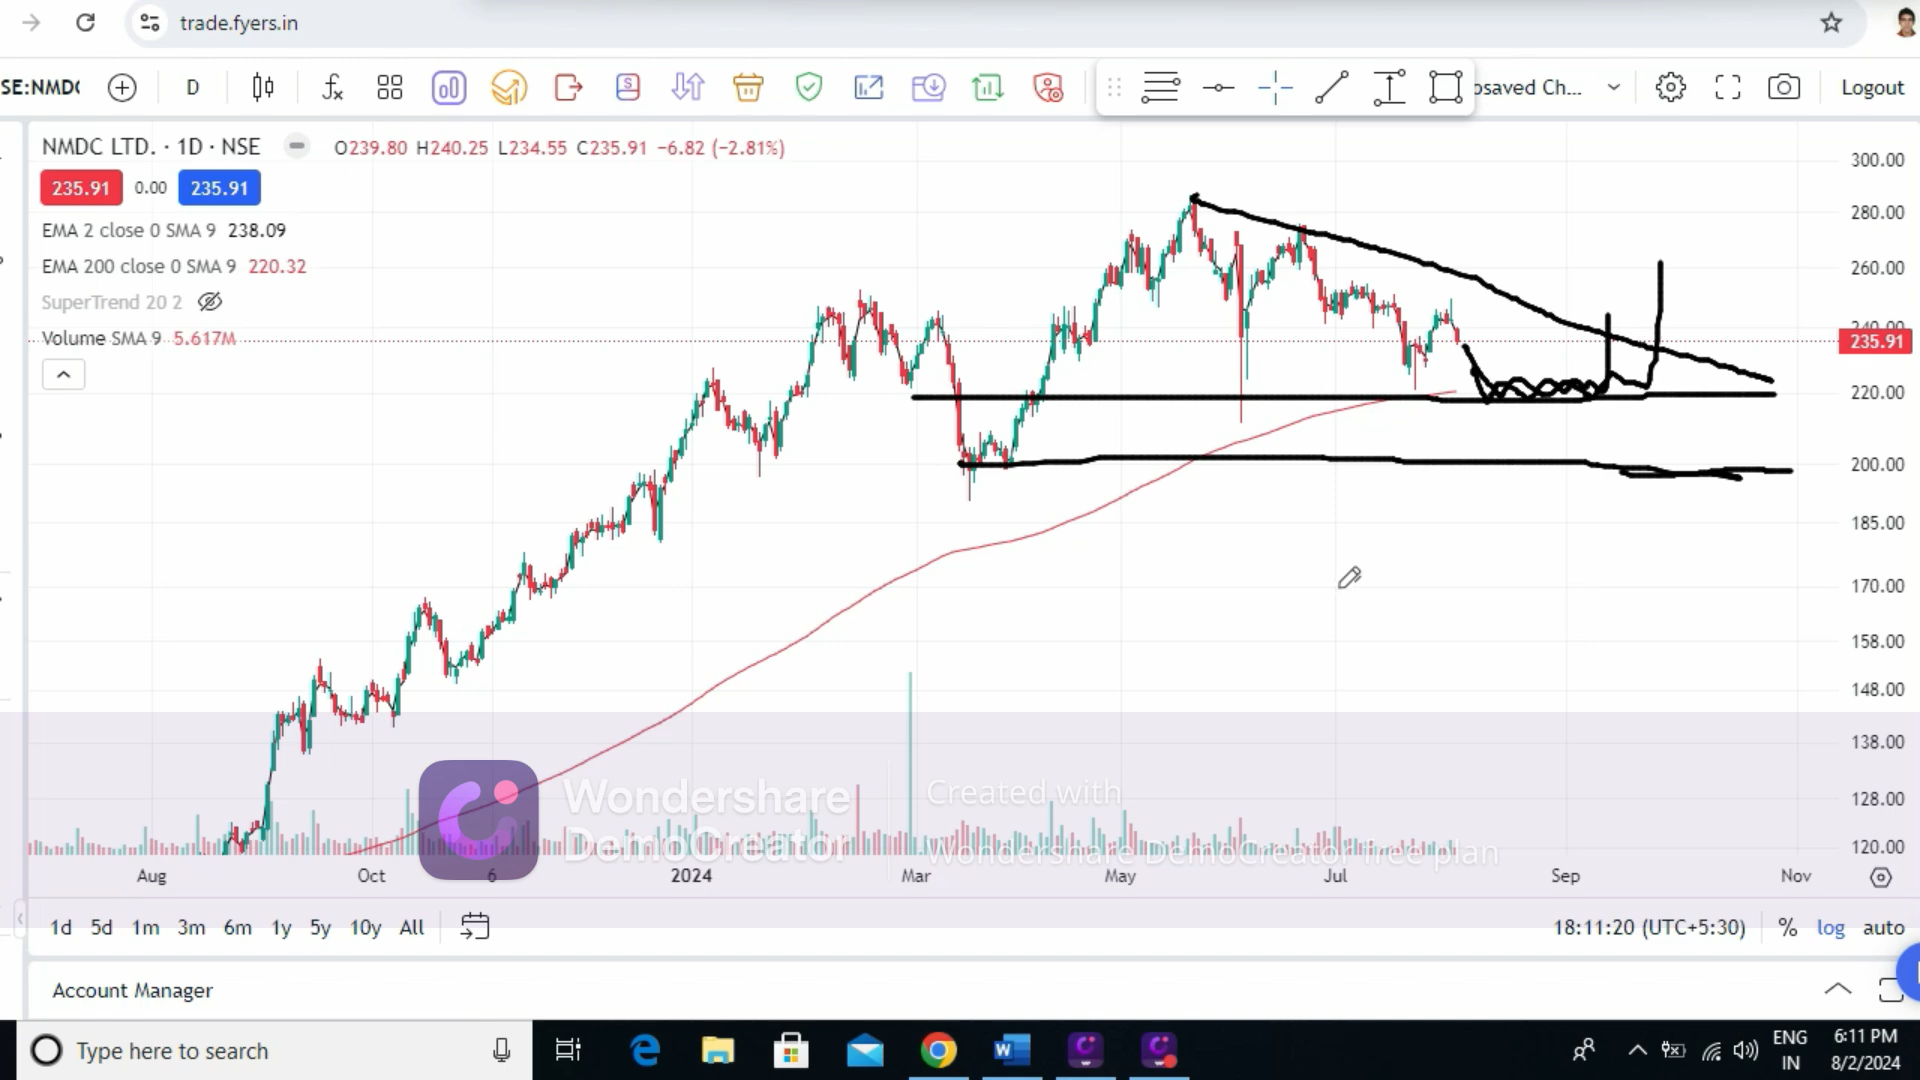 trade.fyers.in
SE:NMDC
D
Ch...
Logout
NMDC LTD. · 1D · NSE
O239.80 H240.25 L234.55 C235.91 −6.82 (−2.81%)
235.91 0.00 235.91
EMA 2 close 0 SMA 9 238.09
EMA 200 close 0 SMA 9 220.32
SuperTrend 20 2
Volume SMA 9 5.617M
300.00
280.00
260.00
240.00
235.91
220.00
200.00
185.00
170.00
158.00
148.00
138.00
128.00
120.00
Wondershare
DemoCreator
Created with
Wondershare DemoCreator free plan
Aug Oct 6 2024 Mar May Jul Sep Nov
1d 5d 1m 3m 6m 1y 5y 10y All
18:11:20 (UTC+5:30) % log auto
Account Manager
Type here to search
ENG
IN
6:11 PM
8/2/2024